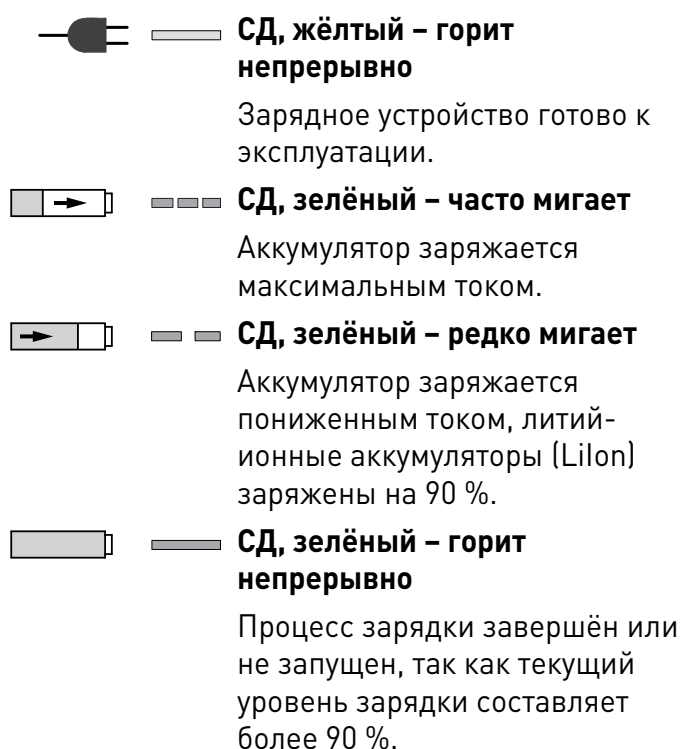 СД, жёлтый – горит
непрерывно
Зарядное устройство готово к
эксплуатации.
СД, зелёный – часто мигает
Аккумулятор заряжается
максимальным током.
СД, зелёный – редко мигает
Аккумулятор заряжается
пониженным током, литий-
ионные аккумуляторы (LiIon)
заряжены на 90 %.
СД, зелёный – горит
непрерывно
Процесс зарядки завершён или
не запущен, так как текущий
уровень зарядки составляет
более 90 %.